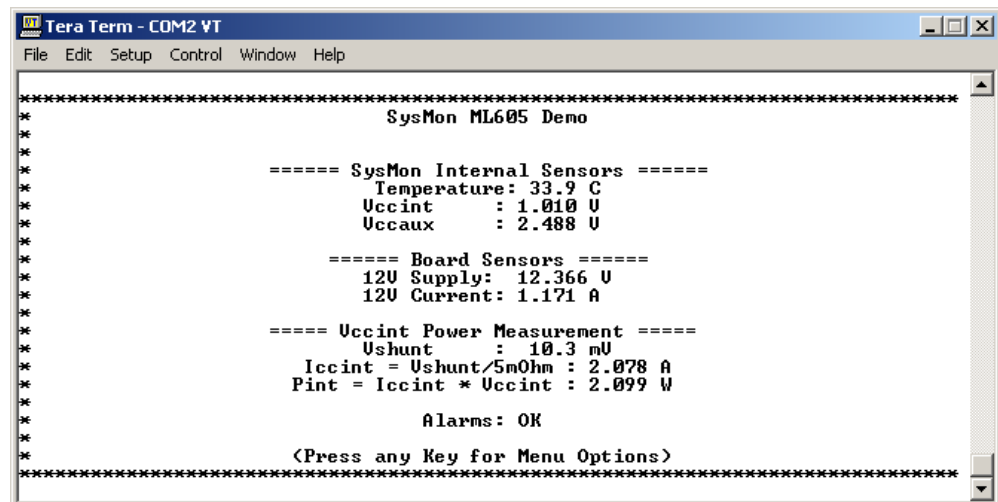 Tera Term - COM2 VT
File Edit Setup Control Window Help
*******************************************************************************
* SysMon ML605 Demo
*
*
* ====== SysMon Internal Sensors ======
* Temperature: 33.9 C
* Vccint : 1.010 V
* Vccaux : 2.488 V
*
* ====== Board Sensors ======
* 12V Supply: 12.366 V
* 12V Current: 1.171 A
*
* ===== Vccint Power Measurement =====
* Vshunt : 10.3 mV
* Iccint = Vshunt/5mOhm : 2.078 A
* Pint = Iccint * Vccint : 2.099 W
*
* Alarms: OK
*
* (Press any Key for Menu Options)
*******************************************************************************